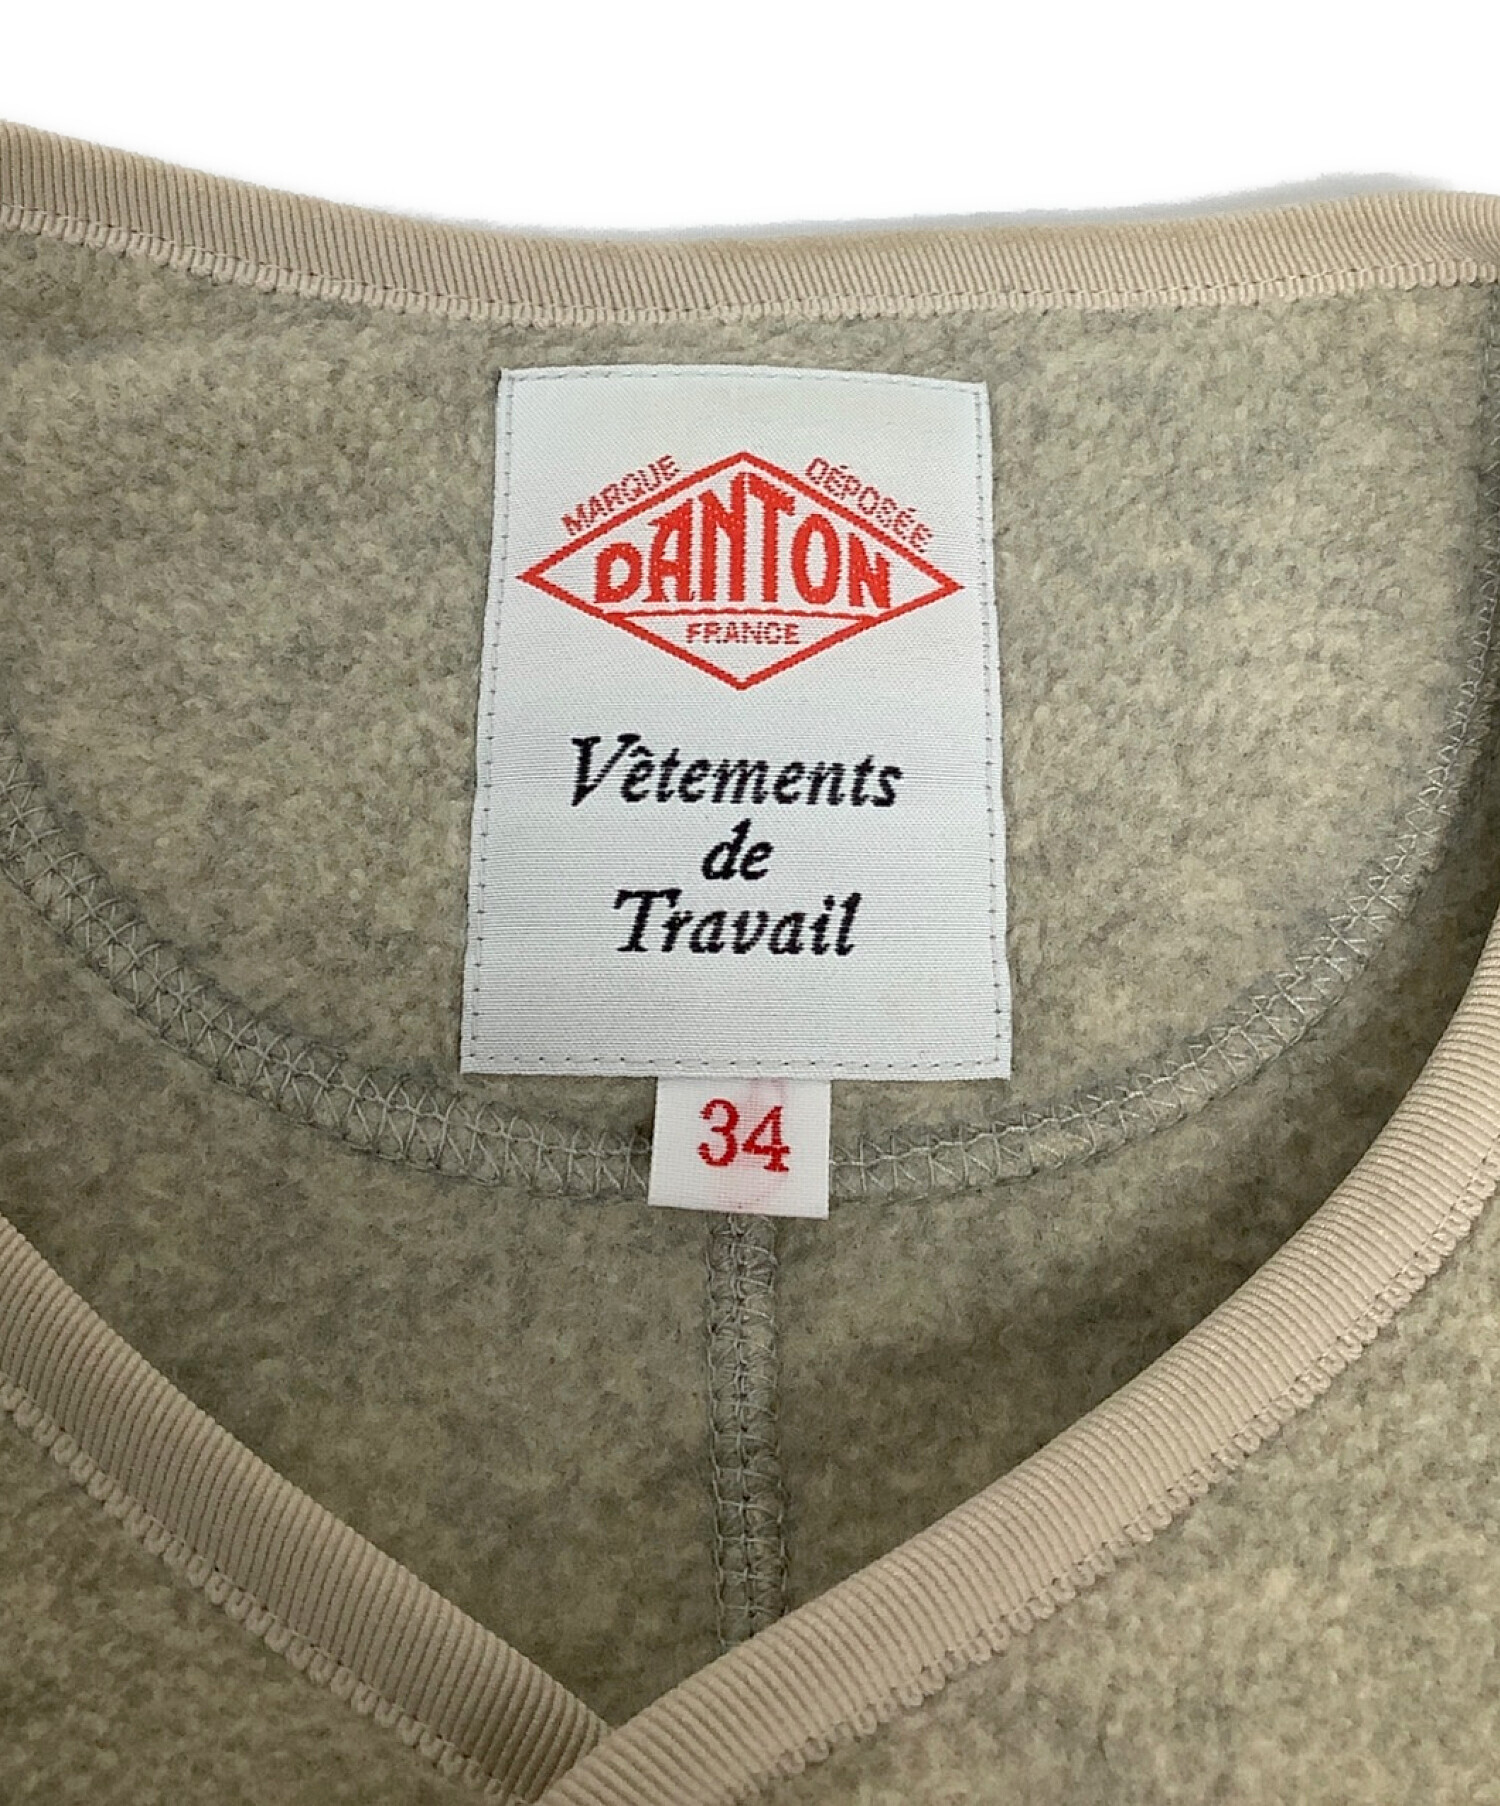 MARQUE DÉPOSÉE
DANTON
FRANCE
Vêtements
de
Travail
34